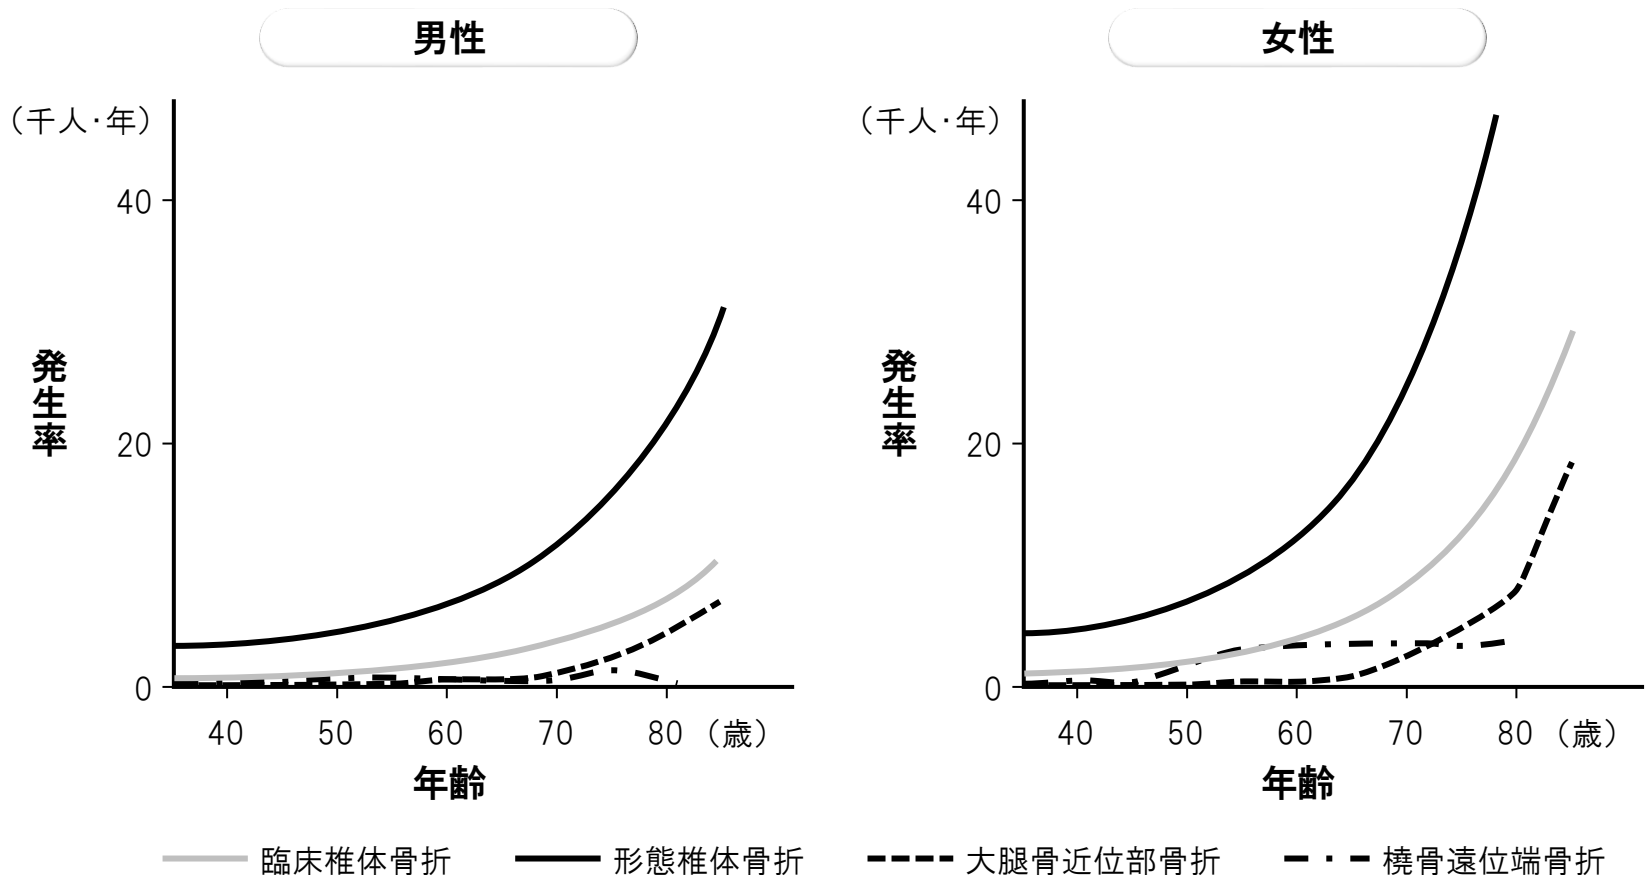 男性
（千人・年）
40
20
0
発生率
40 50 60 70 80（歳）
年齢
女性
（千人・年）
40
20
0
発生率
40 50 60 70 80（歳）
年齢
臨床椎体骨折 形態椎体骨折 大腿骨近位部骨折 橈骨遠位端骨折